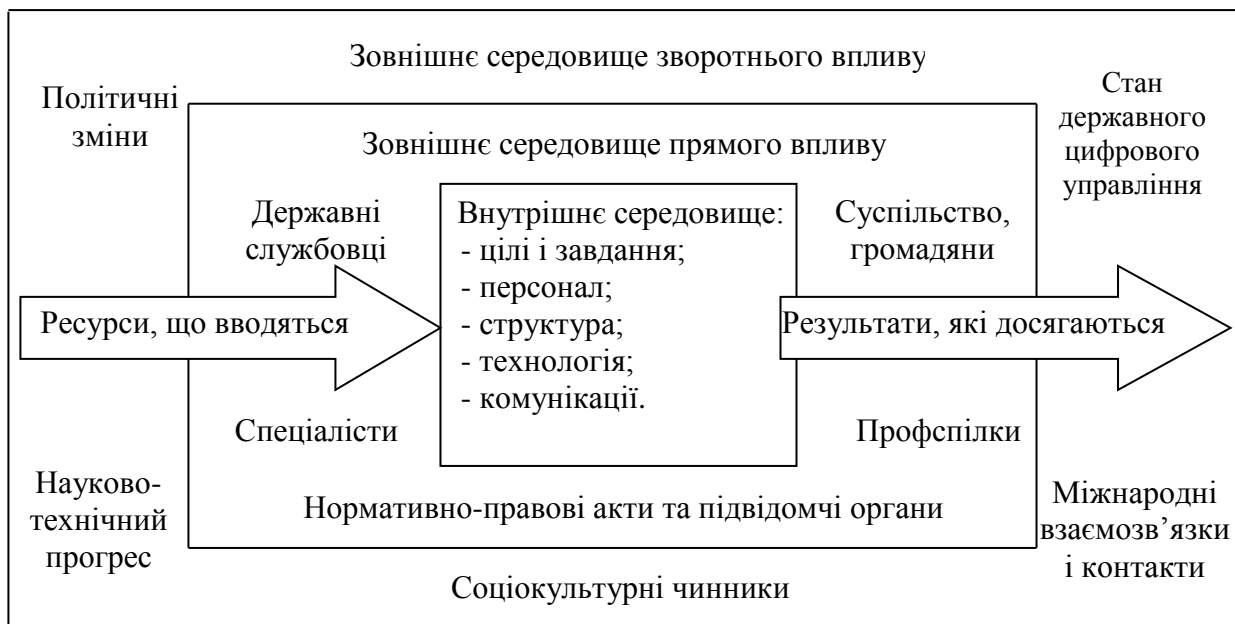 Зовнішнє середовище зворотнього впливу
Політичні
зміни
Стан
державного
цифрового
управління
Зовнішнє середовище прямого впливу
Державні
службовці
Внутрішнє середовище:
- цілі і завдання;
- персонал;
- структура;
- технологія;
- комунікації.
Суспільство,
громадяни
Ресурси, що вводяться
Результати, які досягаються
Спеціалісти
Профспілки
Науково-
технічний
прогрес
Нормативно-правові акти та підвідомчі органи
Міжнародні
взаємозв’язки
і контакти
Соціокультурні чинники